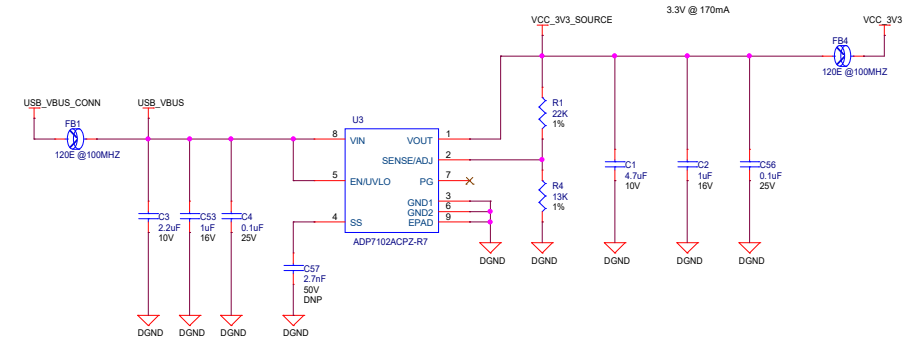 3.3V @ 170mA
VCC_3V3_SOURCE
VCC_3V3
FB4
120E @100MHZ
USB_VBUS_CONN
USB_VBUS
FB1
120E @100MHZ
U3
8
VIN
VOUT
1
SENSE/ADJ
2
5
EN/UVLO
PG
7
GND1
3
GND2
6
4
SS
EPAD
9
ADP7102ACPZ-R7
R1
22K
1%
R4
13K
1%
C1
4.7uF
10V
C2
1uF
16V
C56
0.1uF
25V
C3
2.2uF
10V
C53
1uF
16V
C4
0.1uF
25V
C57
2.7nF
50V
DNP
DGND
DGND
DGND
DGND
DGND
DGND
DGND
DGND
DGND